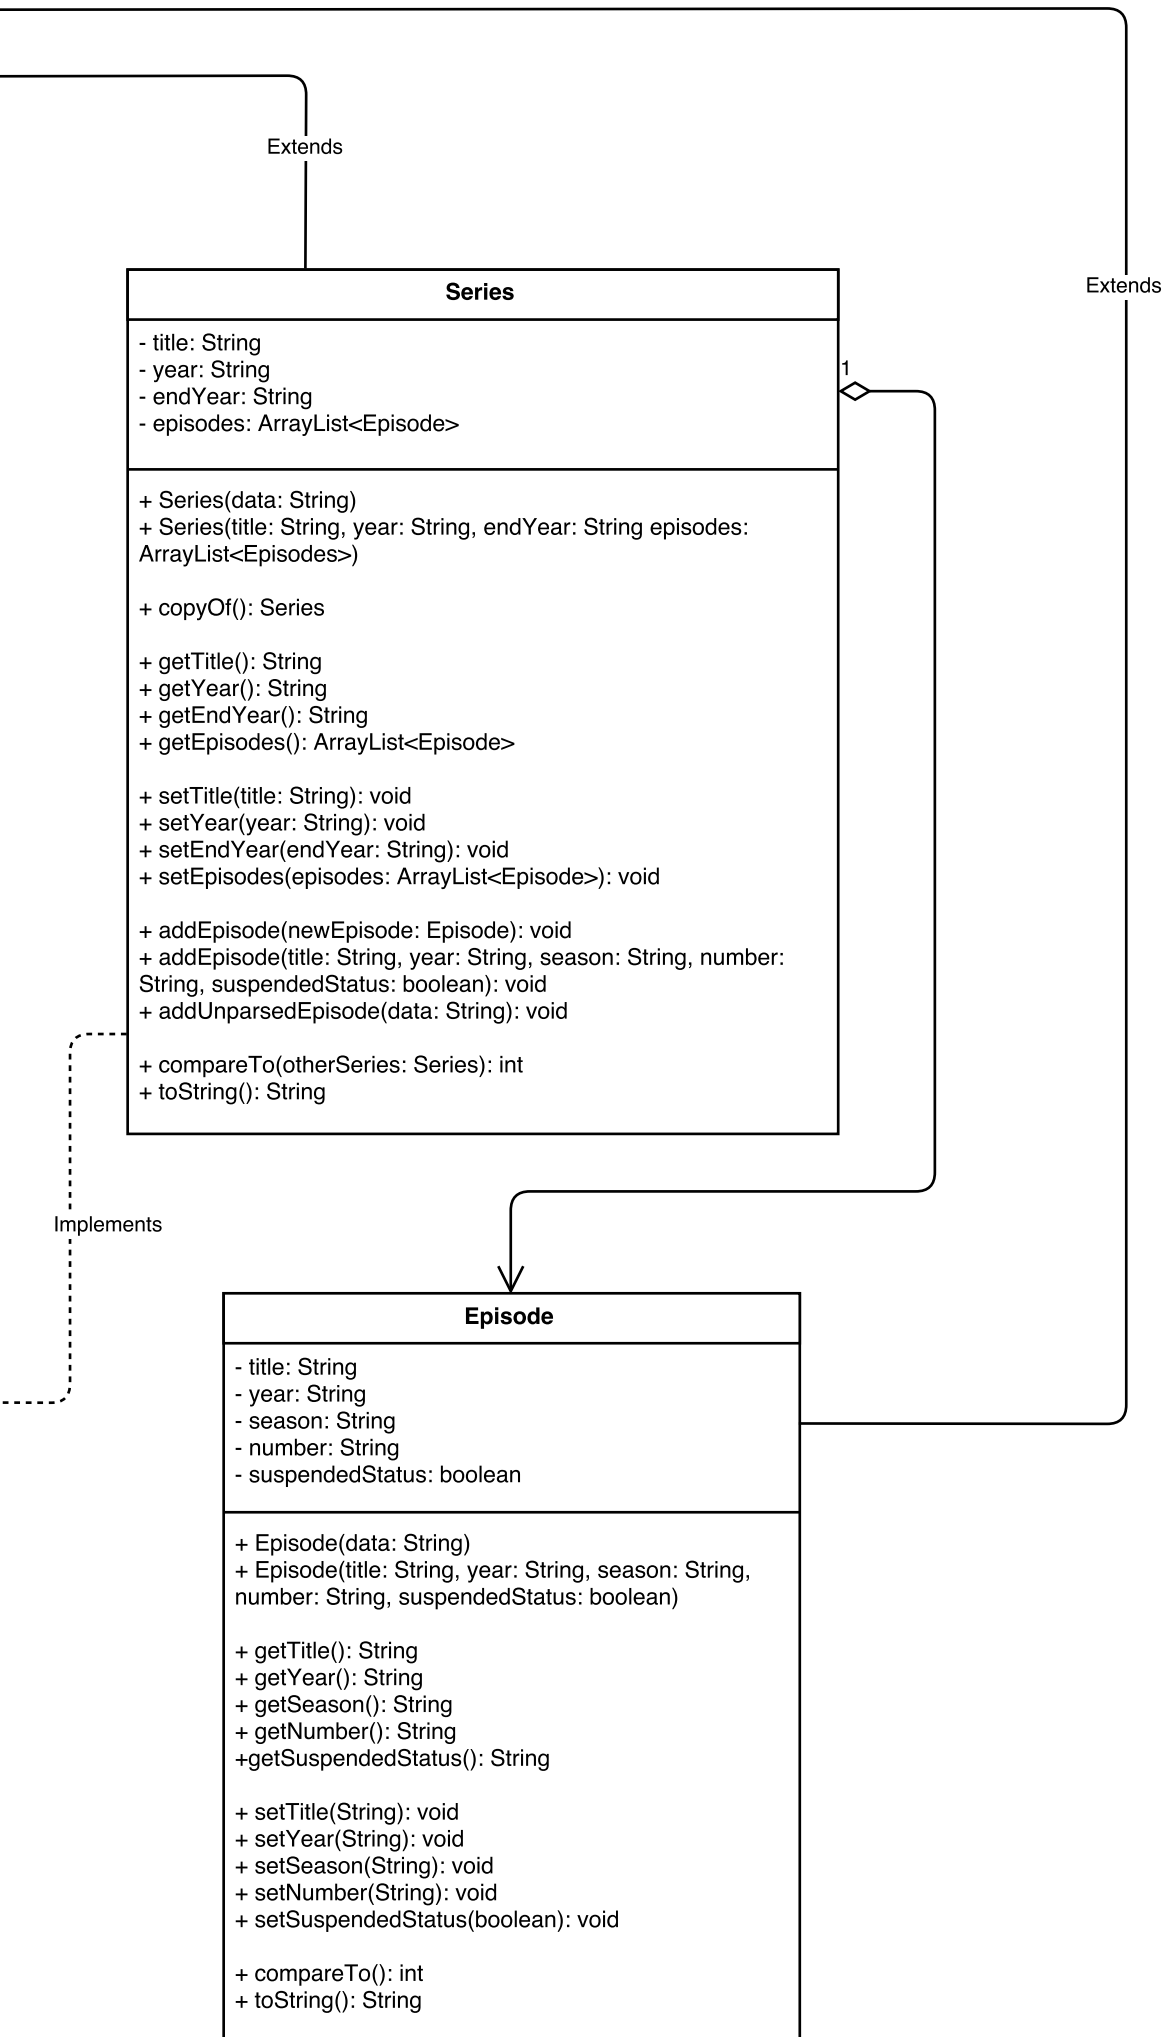 Extends
Extends
Series
- title: String
- year: String
- endYear: String
- episodes: ArrayList<Episode>
1
+ Series(data: String)
+ Series(title: String, year: String, endYear: String episodes:
ArrayList<Episodes>)
+ copyOf(): Series
+ getTitle(): String
+ getYear(): String
+ getEndYear(): String
+ getEpisodes(): ArrayList<Episode>
+ setTitle(title: String): void
+ setYear(year: String): void
+ setEndYear(endYear: String): void
+ setEpisodes(episodes: ArrayList<Episode>): void
+ addEpisode(newEpisode: Episode): void
+ addEpisode(title: String, year: String, season: String, number:
String, suspendedStatus: boolean): void
+ addUnparsedEpisode(data: String): void
+ compareTo(otherSeries: Series): int
+ toString(): String
Implements
Episode
- title: String
- year: String
- season: String
- number: String
- suspendedStatus: boolean
+ Episode(data: String)
+ Episode(title: String, year: String, season: String,
number: String, suspendedStatus: boolean)
+ getTitle(): String
+ getYear(): String
+ getSeason(): String
+ getNumber(): String
+getSuspendedStatus(): String
+ setTitle(String): void
+ setYear(String): void
+ setSeason(String): void
+ setNumber(String): void
+ setSuspendedStatus(boolean): void
+ compareTo(): int
+ toString(): String